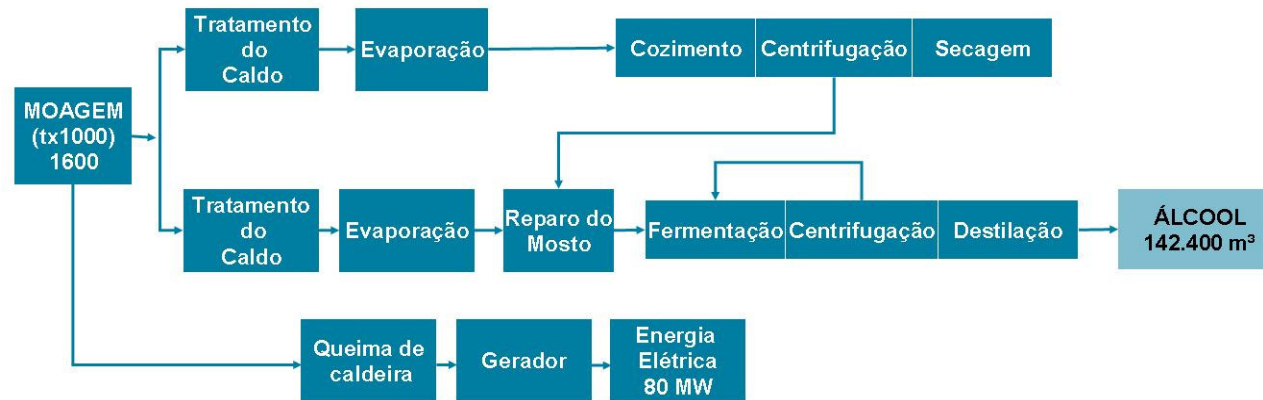 Tratamento
do
Caldo
Evaporação
Cozimento
Centrifugação
Secagem
MOAGEM
(tx1000)
1600
Tratamento
do
Caldo
Evaporação
Reparo do
Mosto
Fermentação
Centrifugação
Destilação
ÁLCOOL
142.400 m³
Queima de
caldeira
Gerador
Energia
Elétrica
80 MW